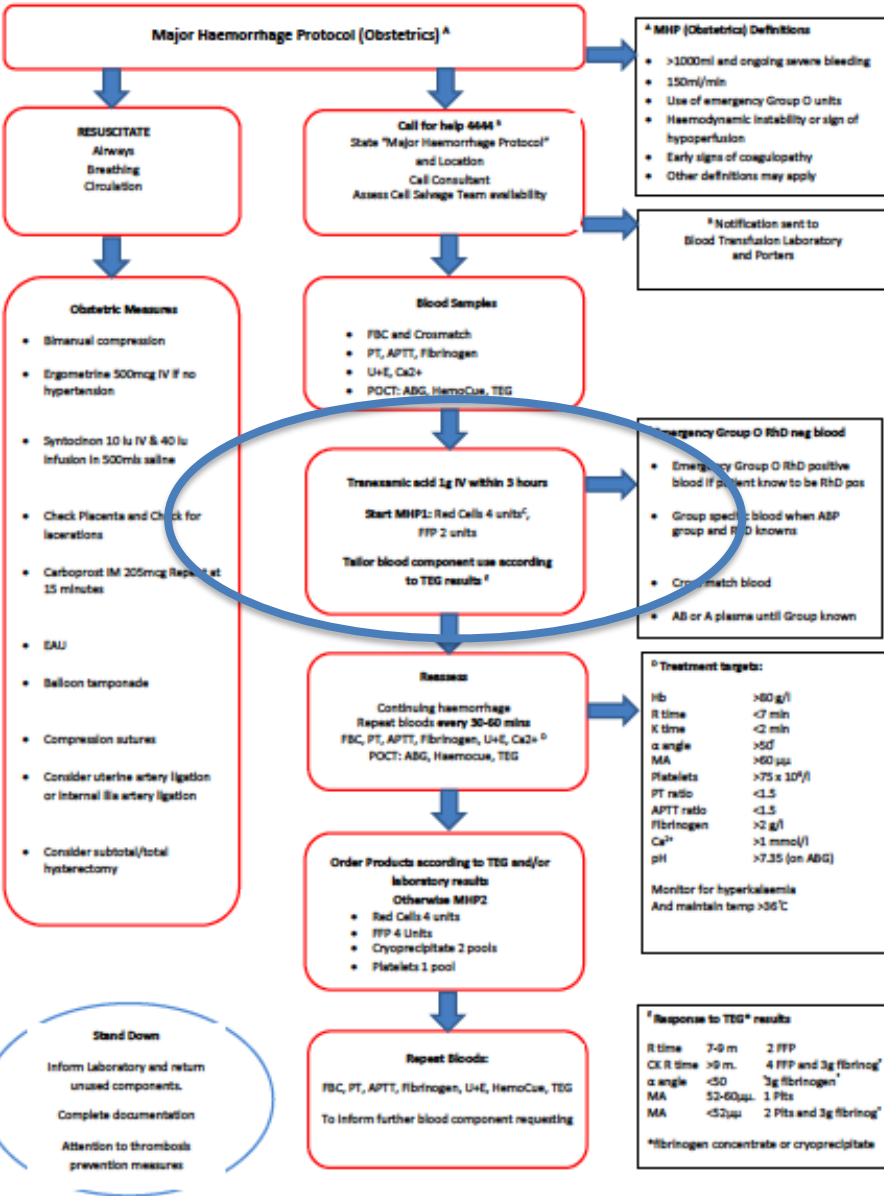 Major Haemorrhage Protocol (Obstetrics) A
A MHP (Obstetrics) Definitions
• >1000ml and ongoing severe bleeding
• 150ml/min
• Use of emergency Group O units
• Haemodynamic instability or sign of
hypoperfusion
• Early signs of coagulopathy
• Other definitions may apply
RESUSCITATE
Airways
Breathing
Circulation
Call for help 4444 B
State "Major Haemorrhage Protocol"
and Location
Call Consultant
Assess Cell Salvage Team availability
B Notification sent to
Blood Transfusion Laboratory
and Porters
Obstetric Measures
• Bimanual compression
• Ergometrine 500mcg IV if no
hypertension
• Syntocinon 10 iu IV & 40 iu
infusion in 500mls saline
• Check Placenta and Check for
lacerations
• Carboprost IM 205mcg Repeat at
15 minutes
• EAU
• Balloon tamponade
• Compression sutures
• Consider uterine artery ligation
or internal illa artery ligation
• Consider subtotal/total
hysterectomy
Blood Samples
• FBC and Crosmatch
• PT, APTT, Fibrinogen
• U+E, Ca2+
• POCT: ABG, HemoCue, TEG
Tranexamic acid 1g IV within 3 hours
Start MHP1: Red Cells 4 units C,
FFP 2 units
Tailor blood component use according
to TEG results E
Emergency Group O RhD neg blood
• Emergency Group O RhD positive
blood if patient know to be RhD pos
• Group specific blood when ABP
group and RhD knowns
• Cross match blood
• AB or A plasma until Group known
Reassess
Continuing haemorrhage
Repeat bloods every 30-60 mins
FBC, PT, APTT, Fibrinogen, U+E, Ca2+ D
POCT: ABG, Haemocue, TEG
D Treatment targets:
Hb >80 g/l
R time <7 min
K time <2 min
α angle >50°
MA >60 μμ
Platelets >75 x 10⁹/l
PT ratio <1.5
APTT ratio <1.5
Fibrinogen >2 g/l
Ca²⁺ >1 mmol/l
pH >7.35 (on ABG)
Monitor for hyperkalaemia
And maintain temp >36°C
Order Products according to TEG and/or
laboratory results
Otherwise MHP2
• Red Cells 4 units
• FFP 4 Units
• Cryoprecipitate 2 pools
• Platelets 1 pool
Stand Down
Inform Laboratory and return
unused components.
Complete documentation
Attention to thrombosis
prevention measures
Repeat Bloods:
FBC, PT, APTT, Fibrinogen, U+E, HemoCue, TEG
To inform further blood component requesting
Response to TEG* results
R time 7-9 m 2 FFP
CK R time >9 m. 4 FFP and 3g fibrinog*
α angle <50 3g fibrinogen*
MA 52-60μμ. 1 Plts
MA <52μμ 2 Plts and 3g fibrinog*
*fibrinogen concentrate or cryoprecipitate